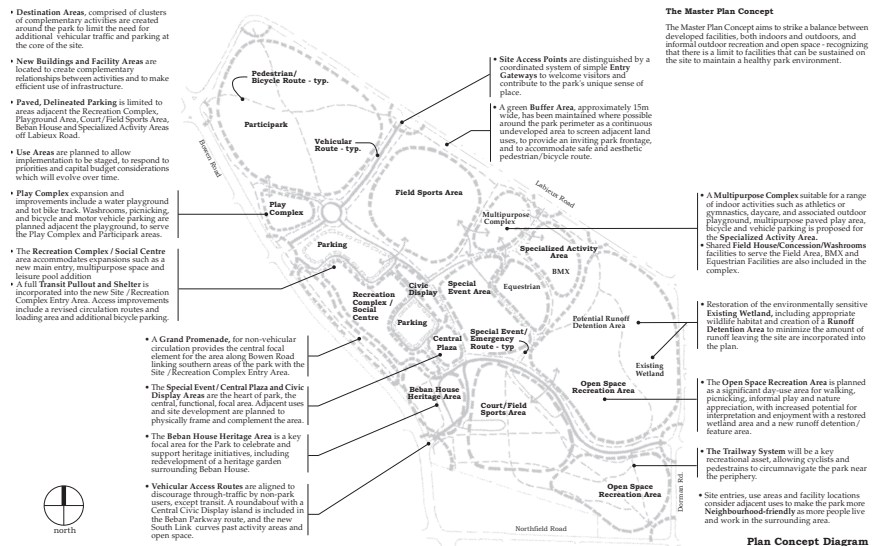 ‣ Destination Areas, comprised of clusters
of complementary activities are created
around the park to limit the need for
additional vehicular traffic and parking at
the core of the site.
‣ New Buildings and Facility Areas are
located to create complementary
relationships between activities and to make
efficient use of infrastructure.
‣ Paved, Delineated Parking is limited to
areas adjacent the Recreation Complex,
Playground Area, Court/Field Sports Area,
Beban House and Specialized Activity Areas
off Labieux Road.
‣ Use Areas are planned to allow
implementation to be staged, to respond to
priorities and capital budget considerations
which will evolve over time.
‣ Play Complex expansion and
improvements include a water playground
and tot bike track. Washrooms, picnicking,
and bicycle and motor vehicle parking are
planned adjacent the playground, to serve
the Play Complex and Participark areas.
• The Recreation Complex / Social Centre
area accommodates expansions such as a
new main entry, multipurpose space and
leisure pool addition
• A full Transit Pullout and Shelter is
incorporated into the new Site /Recreation
Complex Entry Area. Access improvements
include a revised circulation routes and
loading area and additional bicycle parking.
• A Grand Promenade, for non-vehicular
circulation provides the central focal
element for the area along Bowen Road
linking southern areas of the park with the
Site /Recreation Complex Entry Area.
• The Special Event/ Central Plaza and Civic
Display Areas are the heart of park, the
central, functional, focal area. Adjacent uses
and site development are planned to
physically frame and complement the area.
• The Beban House Heritage Area is a key
focal area for the Park to celebrate and
support heritage initiatives, including
redevelopment of a heritage garden
surrounding Beban House.
• Vehicular Access Routes are aligned to
discourage through-traffic by non-park
users, except transit. A roundabout with a
Central Civic Display island is included in
the Beban Parkway route, and the new
South Link curves past activity areas and
open space.
north
Pedestrian/
Bicycle Route - typ.
Participark
Vehicular
Route - typ.
Bowen Road
Play
Complex
Parking
Field Sports Area
Labieux Road
Multipurpose
Complex
Specialized Activity
Area
BMX
Equestrian
Civic
Display
Special
Event Area
Recreation
Complex /
Social
Centre
Parking
Central
Plaza
Special Event/
Emergency
Route - typ
Potential Runoff
Detention Area
Existing
Wetland
Beban House
Heritage Area
Court/Field
Sports Area
Open Space
Recreation Area
Open Space
Recreation Area
Dorman Rd.
Northfield Road
• Site Access Points are distinguished by a
coordinated system of simple Entry
Gateways to welcome visitors and
contribute to the park's unique sense of
place.
• A green Buffer Area, approximately 15m
wide, has been maintained where possible
around the park perimeter as a continuous
undeveloped area to screen adjacent land
uses, to provide an inviting park frontage,
and to accommodate safe and aesthetic
pedestrian/bicycle route.
The Master Plan Concept
The Master Plan Concept aims to strike a balance between
developed facilities, both indoors and outdoors, and
informal outdoor recreation and open space - recognizing
that there is a limit to facilities that can be sustained on
the site to maintain a healthy park environment.
• A Multipurpose Complex suitable for a range
of indoor activities such as athletics or
gymnastics, daycare, and associated outdoor
playground, multipurpose paved play area,
bicycle and vehicle parking is proposed for
the Specialized Activity Area.
• Shared Field House/Concession/Washrooms
facilities to serve the Field Area, BMX and
Equestrian Facilities are also included in the
complex.
• Restoration of the environmentally sensitive
Existing Wetland, including appropriate
wildlife habitat and creation of a Runoff
Detention Area to minimize the amount of
runoff leaving the site are incorporated into
the plan.
• The Open Space Recreation Area is planned
as a significant day-use area for walking,
picnicking, informal play and nature
appreciation, with increased potential for
interpretation and enjoyment with a restored
wetland area and a new runoff detention/
feature area.
• The Trailway System will be a key
recreational asset, allowing cyclists and
pedestrains to circumnavigate the park near
the periphery.
• Site entries, use areas and facility locations
consider adjacent uses to make the park more
Neighbourhood-friendly as more people live
and work in the surrounding area.
Plan Concept Diagram